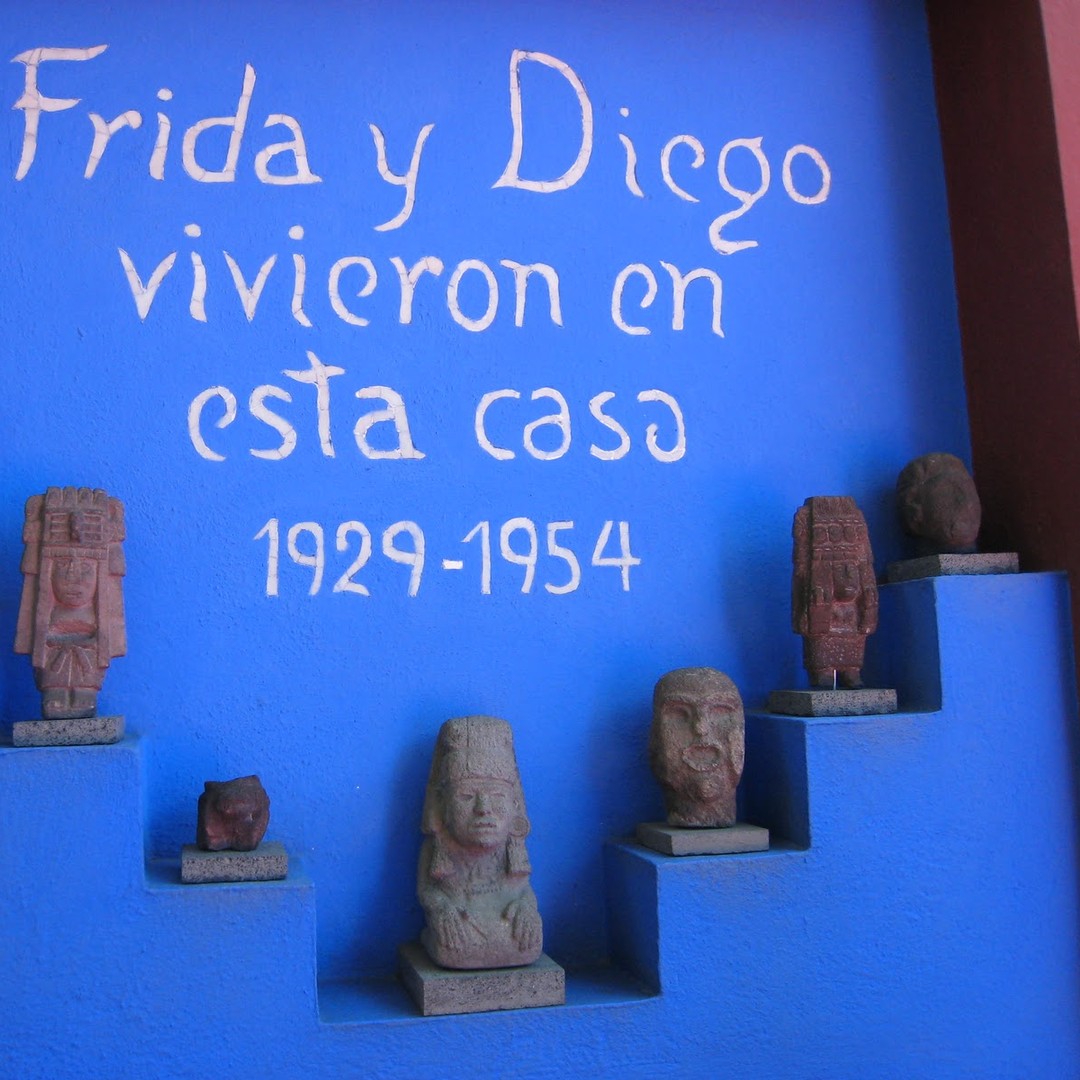 Frida y Diego
vivieron en
esta casa
1929-1954